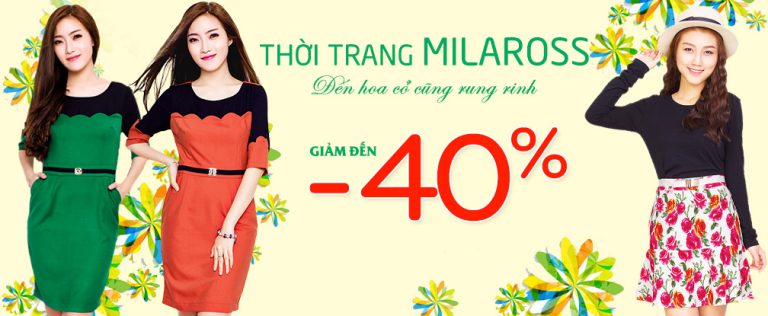 THỜI TRANG MILAROSS
Đến hoa cỏ cũng rung rinh
GIẢM ĐẾN
-40%